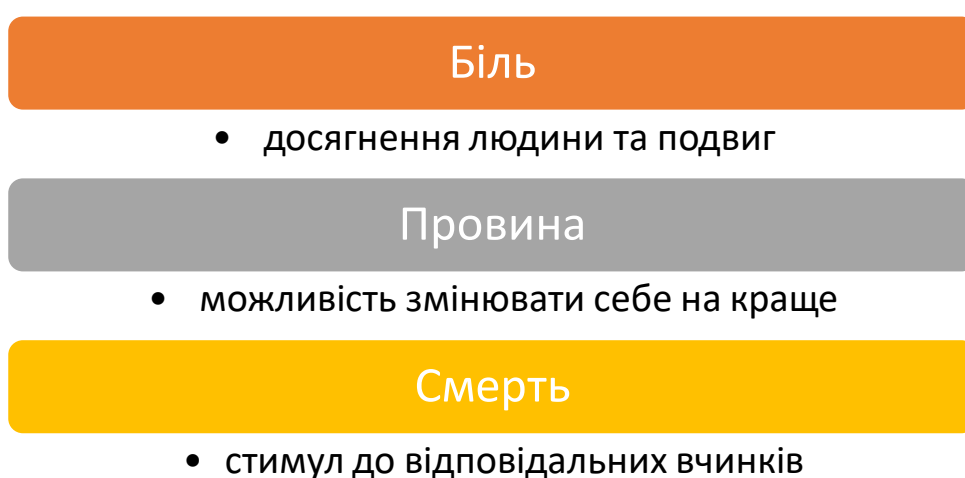 Біль
• досягнення людини та подвиг
Провина
• можливість змінювати себе на краще
Смерть
• стимул до відповідальних вчинків